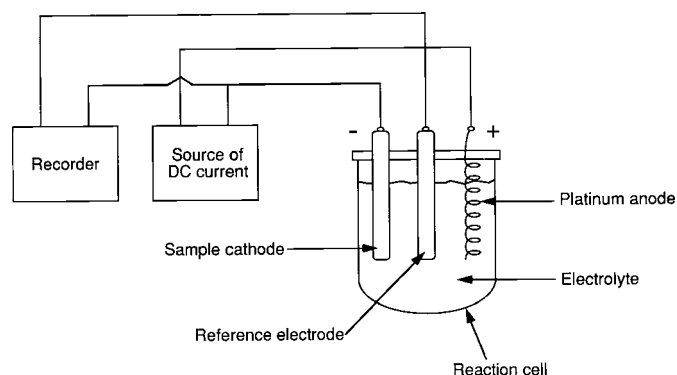 - +
Recorder
Source of
DC current
Platinum anode
Sample cathode
Electrolyte
Reference electrode
Reaction cell